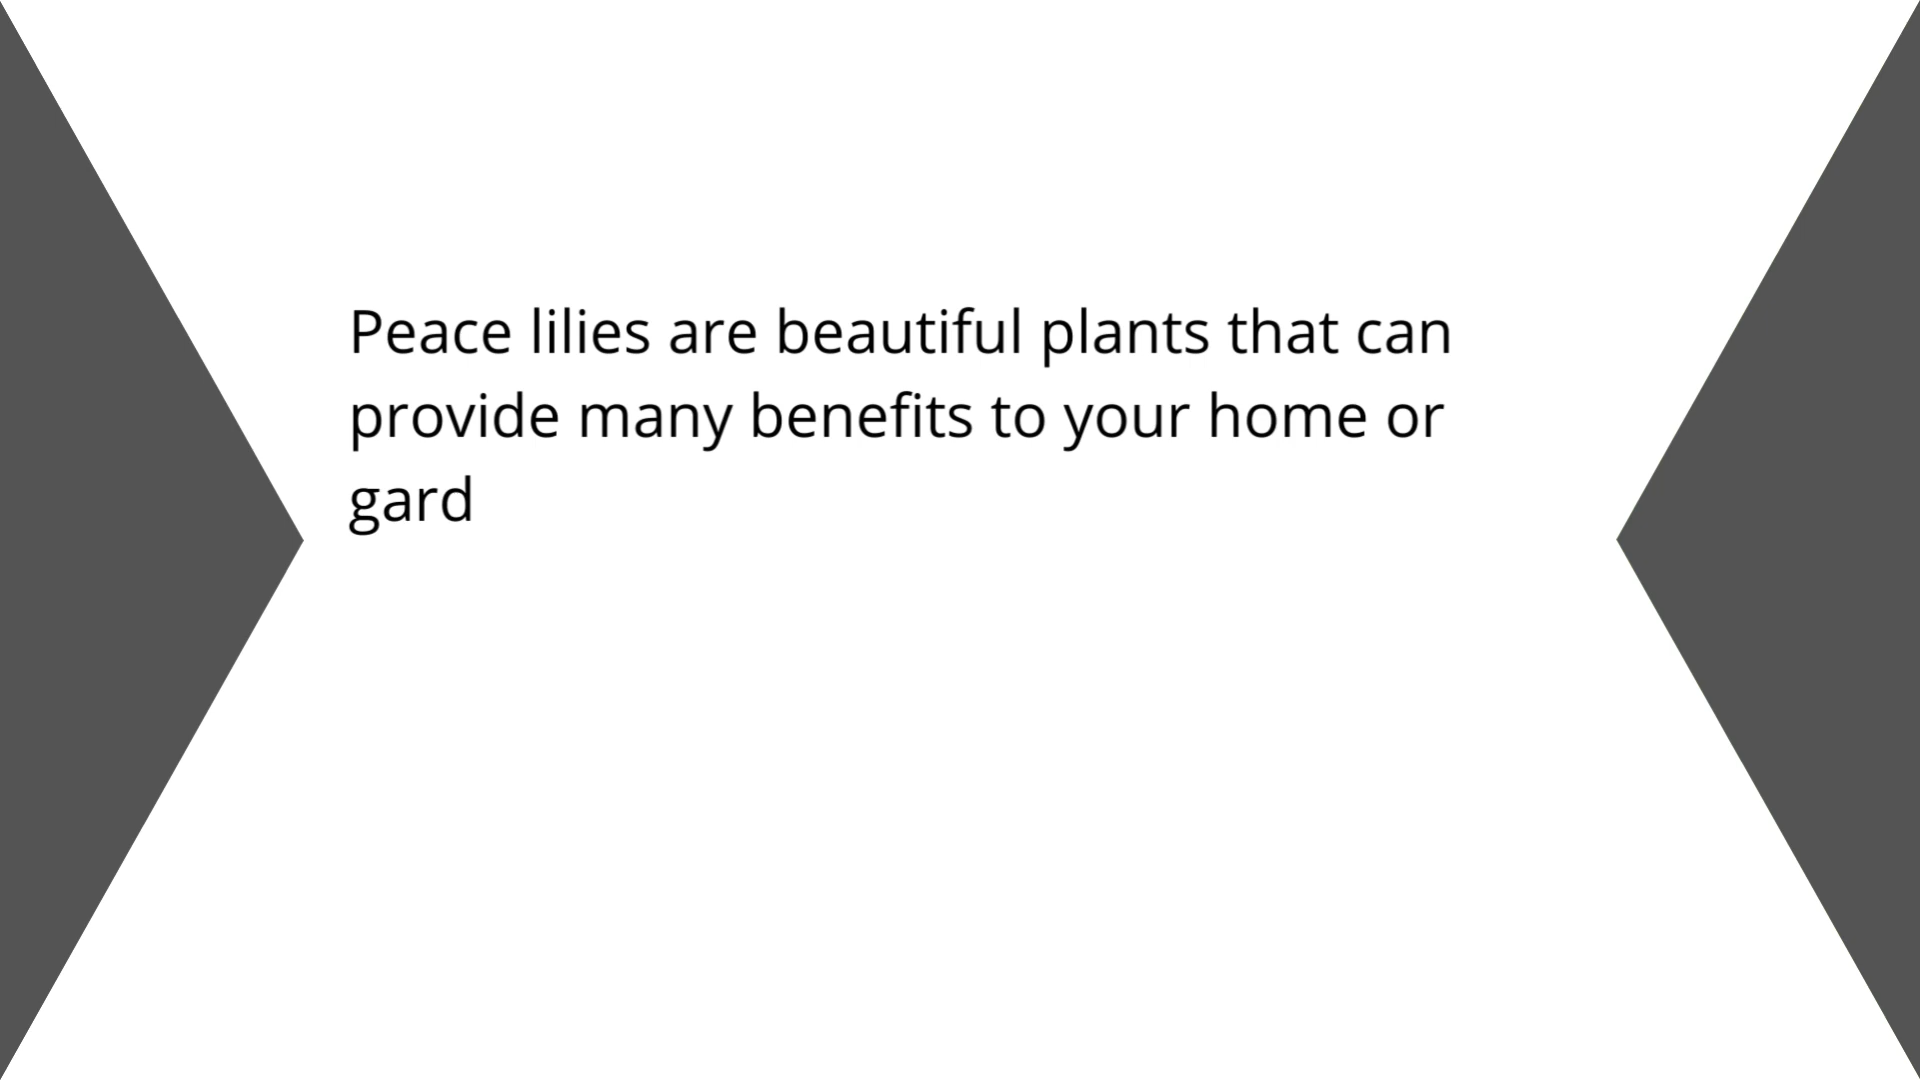 Peace lilies are beautiful plants that can
provide many benefits to your home or
gard